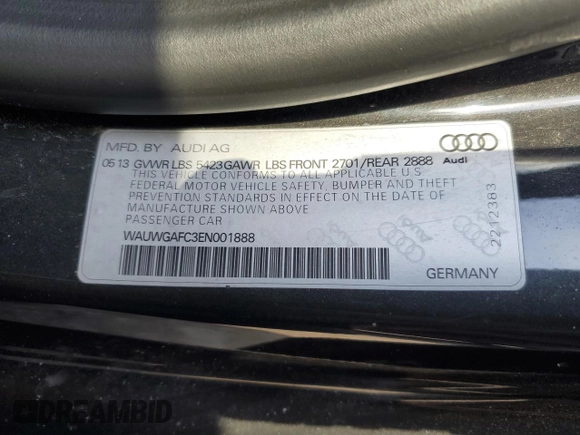 MFD. BY AUDI AG
05 13 GVWR LBS 5423 GAWR LBS FRONT 2701/REAR 2888
THIS VEHICLE CONFORMS TO ALL APPLICABLE U.S
FEDERAL MOTOR VEHICLE SAFETY, BUMPER AND THEFT
PREVENTION STANDARDS IN EFFECT ON THE DATE OF
MANUFACTURE SHOWN ABOVE
PASSENGER CAR
WAUWGAFC3EN001888
Audi
2212383
GERMANY
DREAMBID